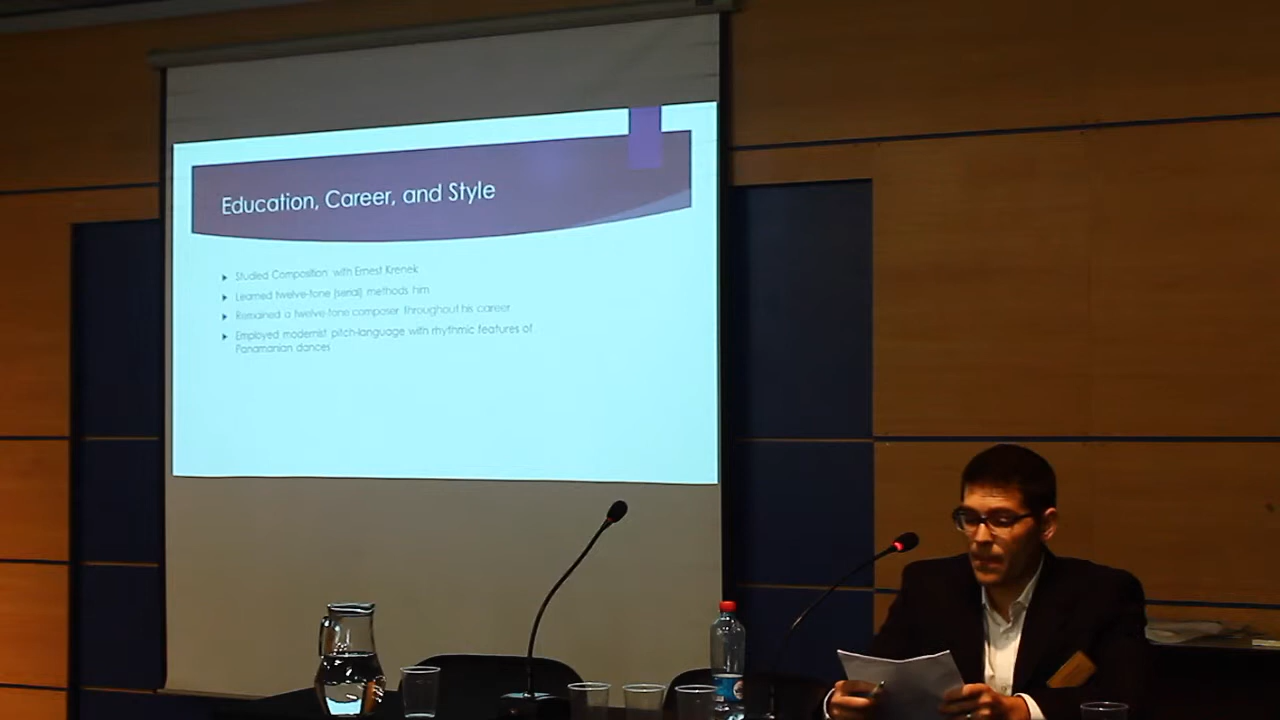 Education, Career, and Style
Studied Composition with Ernest Krenek
Learned twelve-tone (serial) methods him
Remained a twelve-tone composer throughout his career
Employed modernist pitch-language with rhythmic features of
Panamanian dances